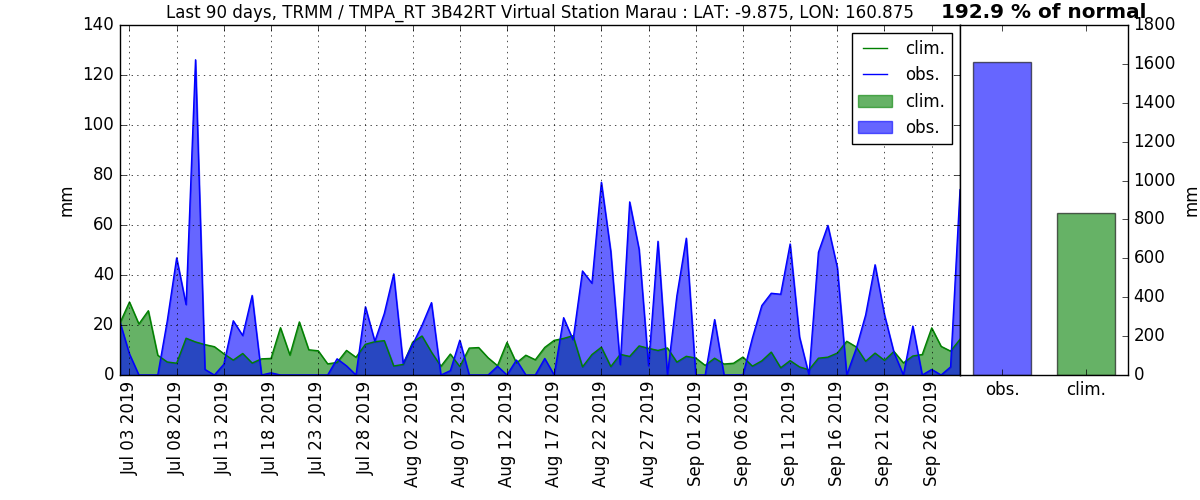 Last 90 days, TRMM / TMPA_RT 3B42RT Virtual Station Marau : LAT: -9.875, LON: 160.875
192.9 % of normal
140
120
100
80
60
40
20
0
mm
clim.
obs.
clim.
obs.
Jul 03 2019
Jul 08 2019
Jul 13 2019
Jul 18 2019
Jul 23 2019
Jul 28 2019
Aug 02 2019
Aug 07 2019
Aug 12 2019
Aug 17 2019
Aug 22 2019
Aug 27 2019
Sep 01 2019
Sep 06 2019
Sep 11 2019
Sep 16 2019
Sep 21 2019
Sep 26 2019
1800
1600
1400
1200
1000
800
600
400
200
0
mm
obs.
clim.